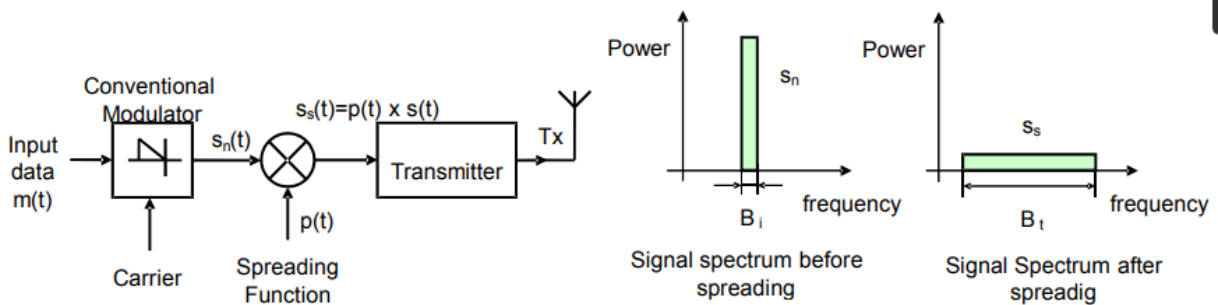 Conventional
Modulator
Input
data
m(t)
Carrier
sn(t)
p(t)
Spreading
Function
ss(t)=p(t) x s(t)
Transmitter
Tx
Power
sn
Bi
frequency
Signal spectrum before
spreading
Power
ss
Bt
frequency
Signal Spectrum after
spreadig